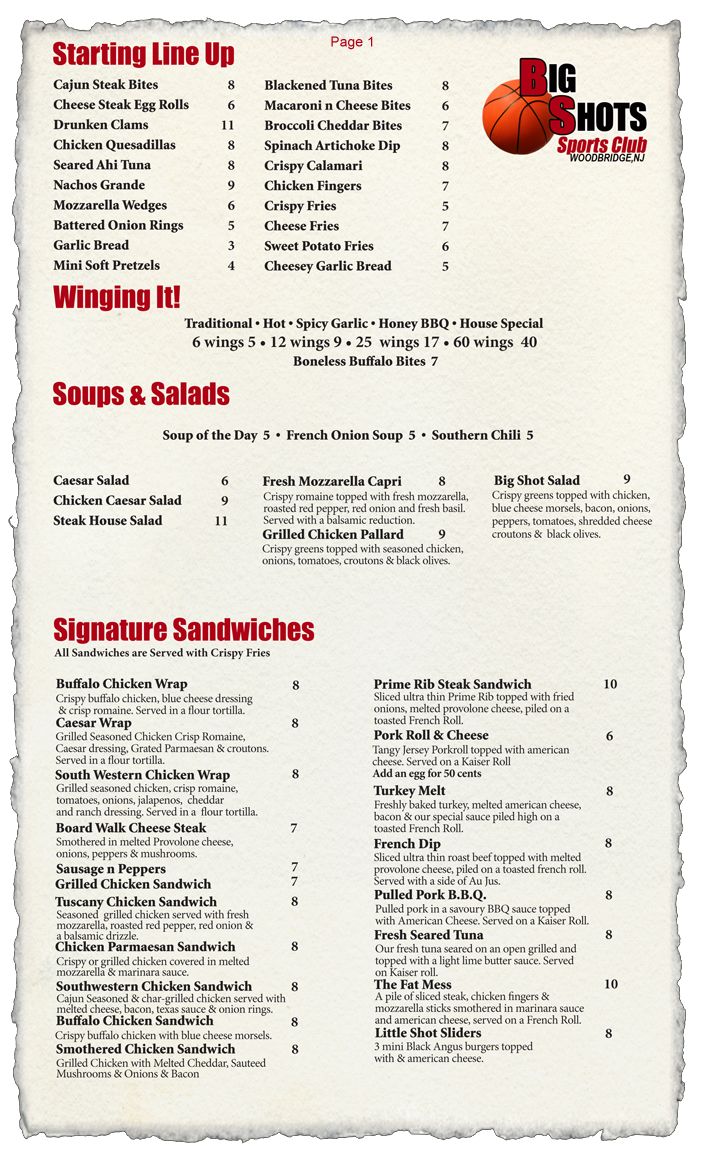 Page 1
BIG
SHOTS
Sports Club
WOODBRIDGE,NJ
Starting Line Up
Cajun Steak Bites 8
Cheese Steak Egg Rolls 6
Drunken Clams 11
Chicken Quesadillas 8
Seared Ahi Tuna 8
Nachos Grande 9
Mozzarella Wedges 6
Battered Onion Rings 5
Garlic Bread 3
Mini Soft Pretzels 4
Blackened Tuna Bites 8
Macaroni n Cheese Bites 6
Broccoli Cheddar Bites 7
Spinach Artichoke Dip 8
Crispy Calamari 8
Chicken Fingers 7
Crispy Fries 5
Cheese Fries 7
Sweet Potato Fries 6
Cheesey Garlic Bread 5
Winging It!
Traditional • Hot • Spicy Garlic • Honey BBQ • House Special
6 wings 5 • 12 wings 9 • 25 wings 17 • 60 wings 40
Boneless Buffalo Bites 7
Soups & Salads
Soup of the Day 5 • French Onion Soup 5 • Southern Chili 5
Caesar Salad 6
Chicken Caesar Salad 9
Steak House Salad 11
Fresh Mozzarella Capri 8
Crispy romaine topped with fresh mozzarella,
roasted red pepper, red onion and fresh basil.
Served with a balsamic reduction.
Grilled Chicken Pallard 9
Crispy greens topped with seasoned chicken,
onions, tomatoes, croutons & black olives.
Big Shot Salad 9
Crispy greens topped with chicken,
blue cheese morsels, bacon, onions,
peppers, tomatoes, shredded cheese
croutons & black olives.
Signature Sandwiches
All Sandwiches are Served with Crispy Fries
Buffalo Chicken Wrap 8
Crispy buffalo chicken, blue cheese dressing
& crisp romaine. Served in a flour tortilla.
Caesar Wrap 8
Grilled Seasoned Chicken Crisp Romaine,
Caesar dressing, Grated Parmaesan & croutons.
Served in a flour tortilla.
South Western Chicken Wrap 8
Grilled seasoned chicken, crisp romaine,
tomatoes, onions, jalapenos, cheddar
and ranch dressing. Served in a flour tortilla.
Board Walk Cheese Steak 7
Smothered in melted Provolone cheese,
onions, peppers & mushrooms.
Sausage n Peppers 7
Grilled Chicken Sandwich 7
Tuscany Chicken Sandwich 8
Seasoned grilled chicken served with fresh
mozzarella, roasted red pepper, red onion &
a balsamic drizzle.
Chicken Parmaesan Sandwich 8
Crispy or grilled chicken covered in melted
mozzarella & marinara sauce.
Southwestern Chicken Sandwich 8
Cajun Seasoned & char-grilled chicken served with
melted cheese, bacon, texas sauce & onion rings.
Buffalo Chicken Sandwich 8
Crispy buffalo chicken with blue cheese morsels.
Smothered Chicken Sandwich 8
Grilled Chicken with Melted Cheddar, Sauteed
Mushrooms & Onions & Bacon
Prime Rib Steak Sandwich 10
Sliced ultra thin Prime Rib topped with fried
onions, melted provolone cheese, piled on a
toasted French Roll.
Pork Roll & Cheese 6
Tangy Jersey Porkroll topped with american
cheese. Served on a Kaiser Roll
Add an egg for 50 cents
Turkey Melt 8
Freshly baked turkey, melted american cheese,
bacon & our special sauce piled high on a
toasted French Roll.
French Dip 8
Sliced ultra thin roast beef topped with melted
provolone cheese, piled on a toasted french roll.
Served with a side of Au Jus.
Pulled Pork B.B.Q. 8
Pulled pork in a savoury BBQ sauce topped
with American Cheese. Served on a Kaiser Roll.
Fresh Seared Tuna 8
Our fresh tuna seared on an open grilled and
topped with a light lime butter sauce. Served
on Kaiser roll.
The Fat Mess 10
A pile of sliced steak, chicken fingers &
mozzarella sticks smothered in marinara sauce
and american cheese, served on a French Roll.
Little Shot Sliders 8
3 mini Black Angus burgers topped
with & american cheese.